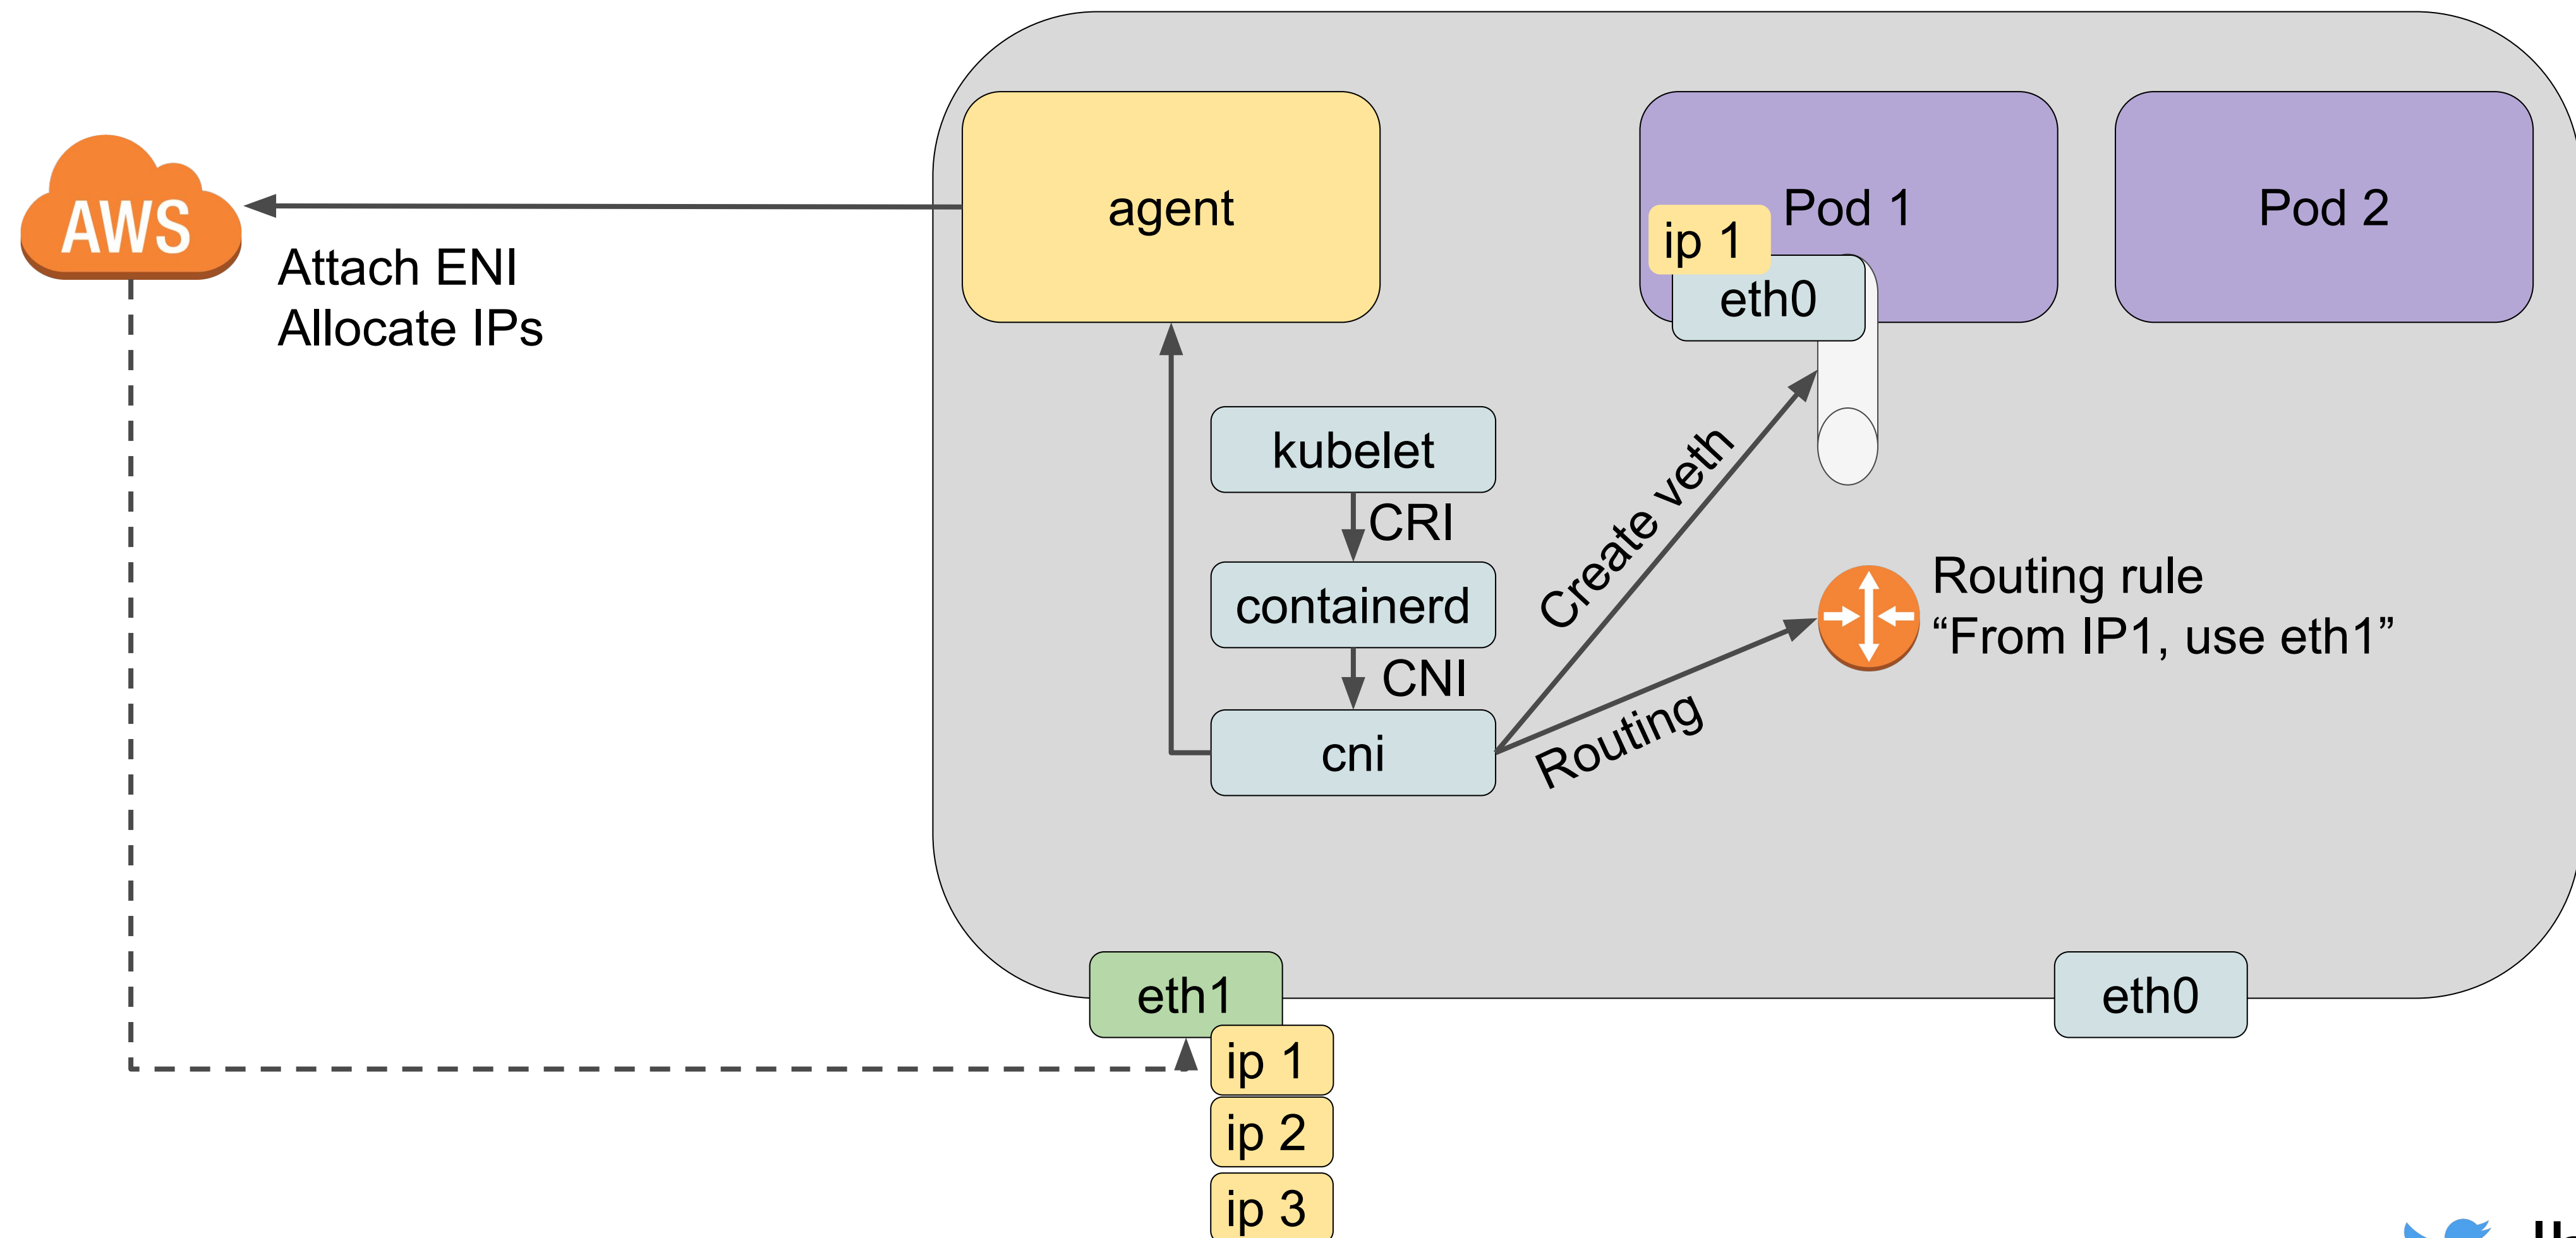 AWS
Attach ENI
Allocate IPs
agent
Pod 1
ip 1
eth0
Pod 2
kubelet
CRI
containerd
CNI
cni
Create veth
Routing
Routing rule
“From IP1, use eth1”
eth1
ip 1
ip 2
ip 3
eth0